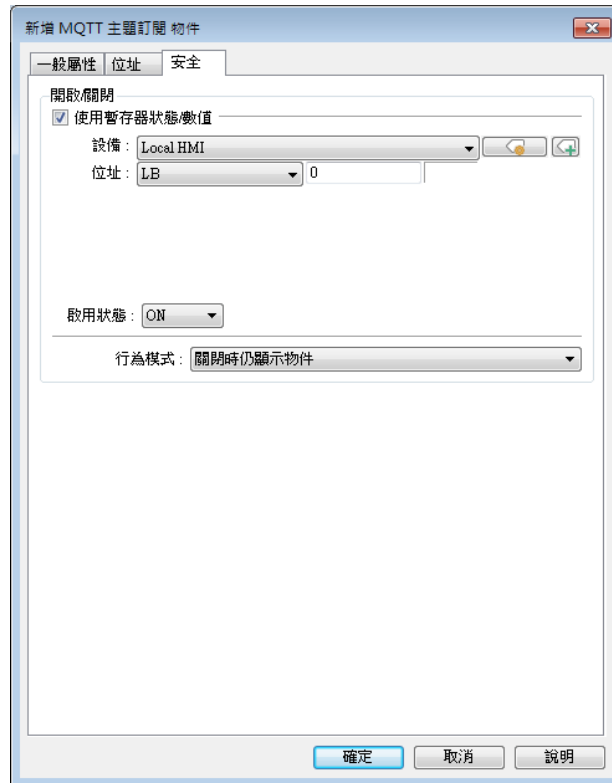 新增 MQTT 主題訂閱 物件
一般屬性 位址 安全
開啟/關閉
使用暫存器狀態/數值
設備 : Local HMI
位址 : LB 0
啟用狀態 : ON
行為模式 : 關閉時仍顯示物件
確定 取消 說明